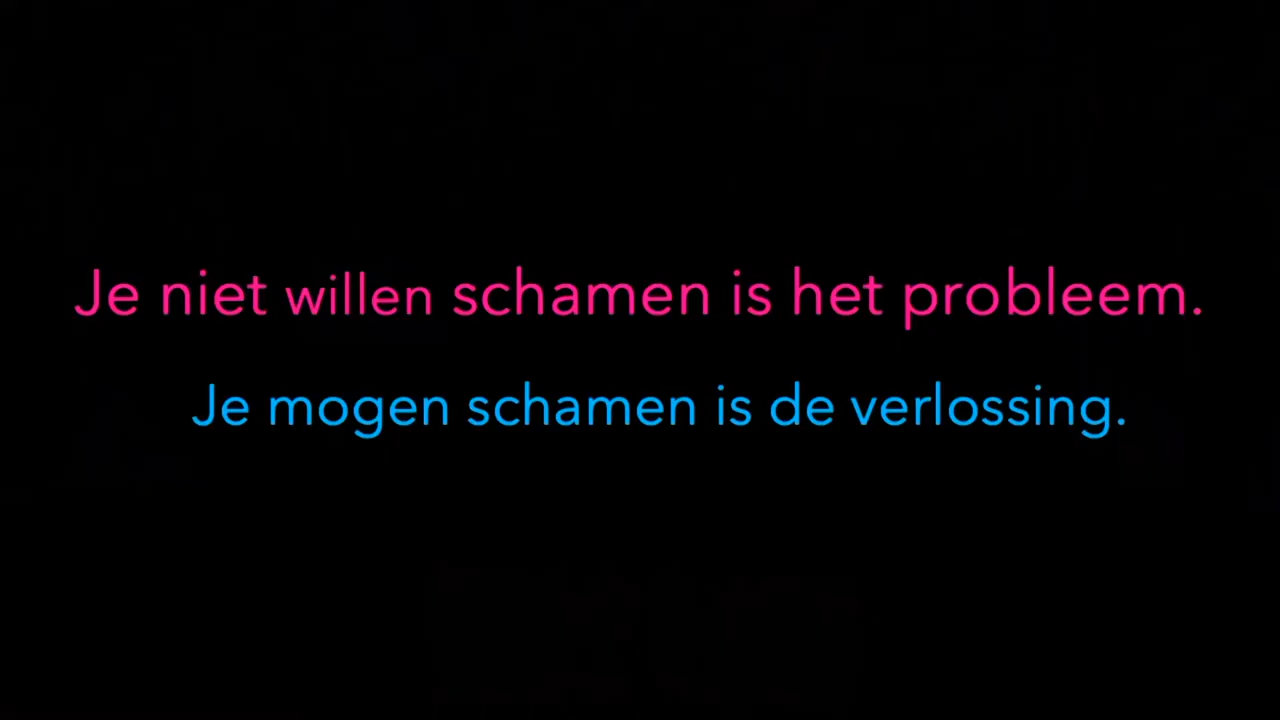 Je niet willen schamen is het probleem.
Je mogen schamen is de verlossing.